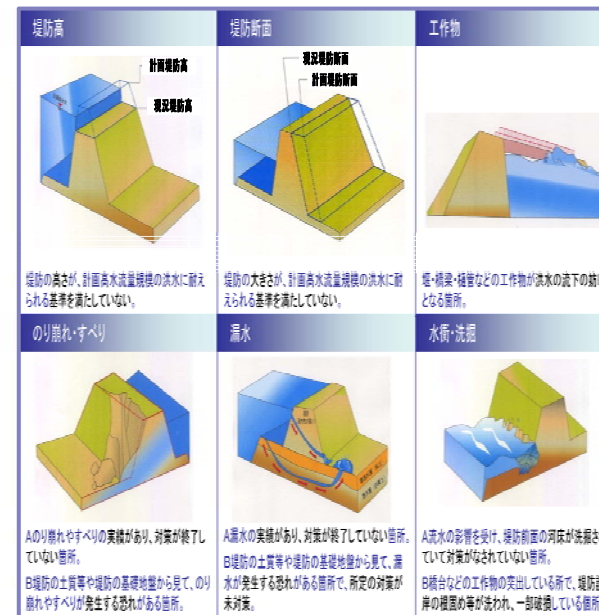 堤防高
計画堤防高
現況堤防高
堤防の高さが、計画高水流量規模の洪水に耐え
られる基準を満たしていない。
堤防断面
現況堤防断面
計画堤防断面
堤防の大きさが、計画高水流量規模の洪水に耐
えられる基準を満たしていない。
工作物
堰・橋梁・樋管などの工作物が洪水の流下の妨げ
となる箇所。
のり崩れ・すべり
Aのり崩れやすべりの実績があり、対策が終了し
ていない箇所。
B堤防の土質等や堤防の基礎地盤から見て、のり
崩れやすべりが発生する恐れがある箇所。
漏水
A漏水の実績があり、対策が終了していない箇所。
B堤防の土質等や堤防の基礎地盤から見て、漏
水が発生する恐れがある箇所で、所定の対策が
未対策。
水衝・洗掘
A流水の影響を受け、堤防前面の河床が洗掘さ
ていて対策がなされていない箇所。
B橋台などの工作物の突出している所で、堤防護
岸の根固め等が洗われ、一部破損している箇所